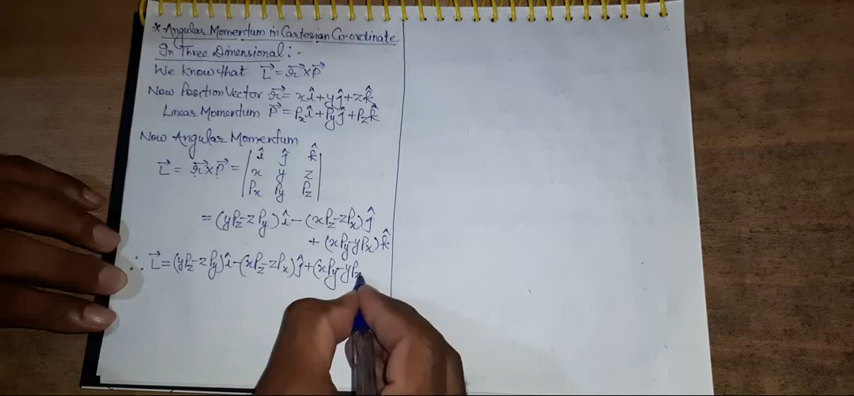 * Angular Momentum in Cartesian Co-ordinate
In Three Dimensional :-
We know that L⃗ = r⃗ × P⃗
Now Position Vector r⃗ = xî + yĵ + zk̂
Linear Momentum P⃗ = Pxî + Pyĵ + Pzk̂
Now Angular Momentum
L⃗ = r⃗ × P⃗ = | î ĵ k̂ |
| x y z |
| Px Py Pz |
= (yPz - zPy) î - (xPz - zPx) ĵ
+ (xPy - yPx) k̂
∴ L⃗ = (yPz - zPy) î - (xPz - zPx) ĵ + (xPy - yPx